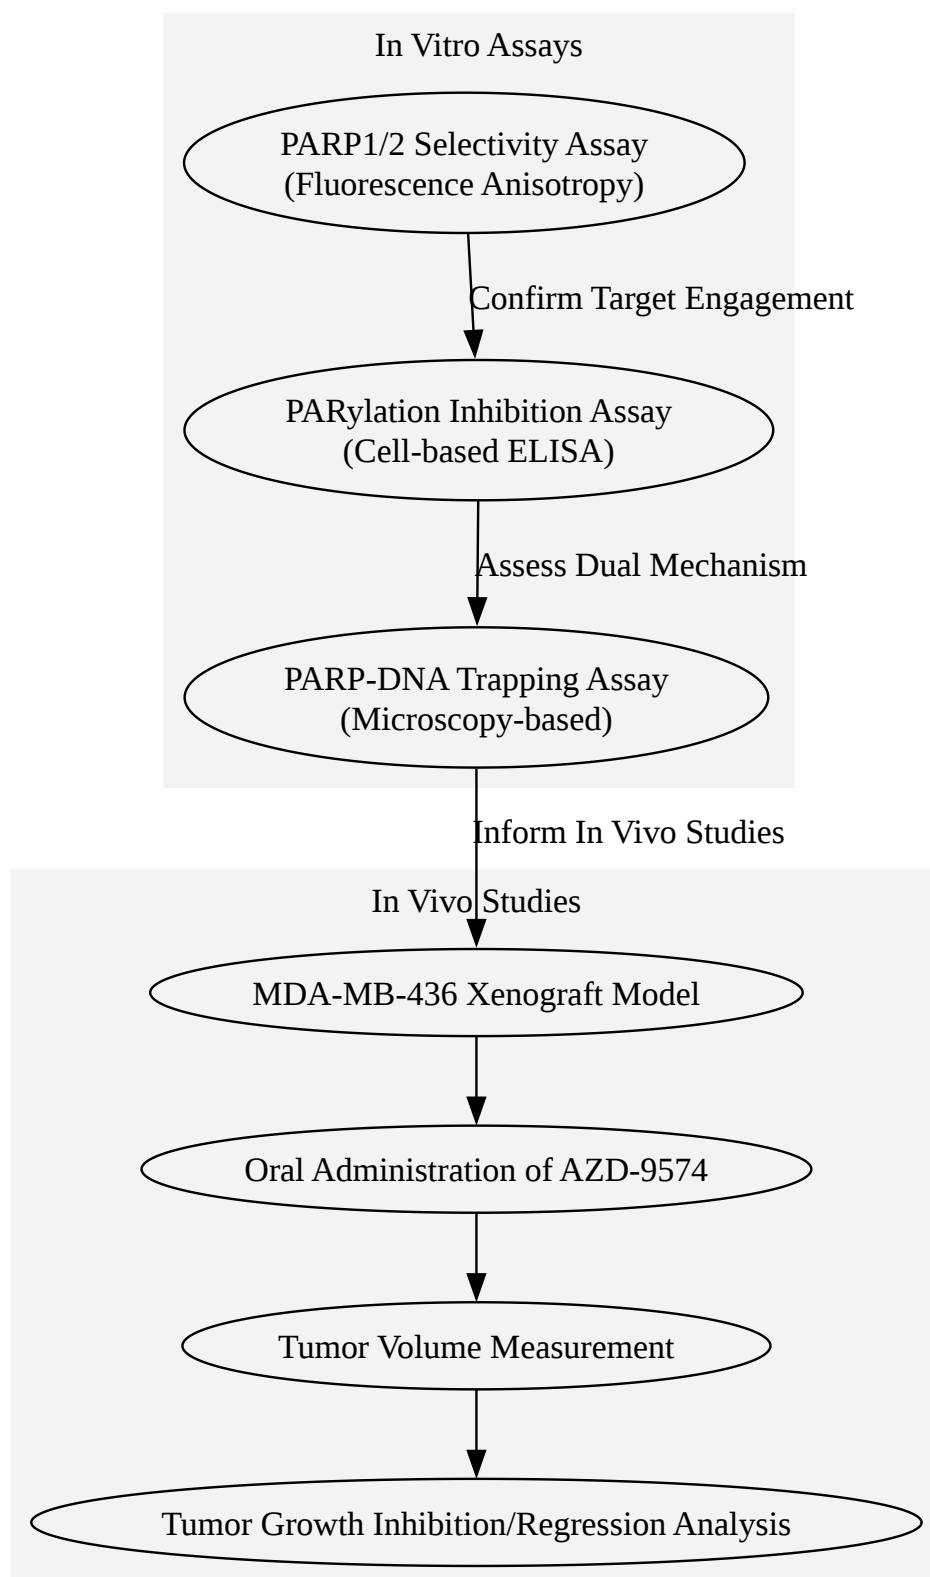 In Vitro Assays
PARP1/2 Selectivity Assay
(Fluorescence Anisotropy)
Confirm Target Engagement
PARylation Inhibition Assay
(Cell-based ELISA)
Assess Dual Mechanism
PARP-DNA Trapping Assay
(Microscopy-based)
Inform In Vivo Studies
In Vivo Studies
MDA-MB-436 Xenograft Model
Oral Administration of AZD-9574
Tumor Volume Measurement
Tumor Growth Inhibition/Regression Analysis